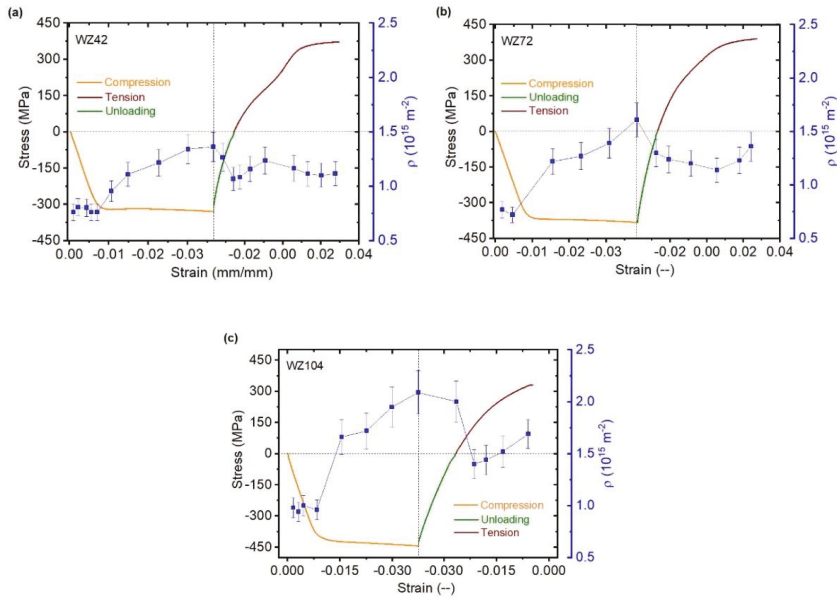 (a)
WZ42
Compression
Tension
Unloading
450
300
150
0
-150
-300
-450
Stress (MPa)
2.5
2.0
1.5
1.0
0.5
ρ (10¹⁵ m⁻²)
0.00 -0.01 -0.02 -0.03 -0.02 0.00 0.02 0.04
Strain (mm/mm)
(b)
WZ72
Compression
Unloading
Tension
450
300
150
0
-150
-300
-450
Stress (MPa)
2.5
2.0
1.5
1.0
0.5
ρ (10¹⁵ m⁻²)
0.00 -0.01 -0.02 -0.03 -0.02 0.00 0.02 0.04
Strain (--)
(c)
WZ104
Compression
Unloading
Tension
450
300
150
0
-150
-300
-450
Stress (MPa)
2.5
2.0
1.5
1.0
0.5
ρ (10¹⁵ m⁻²)
0.000 -0.015 -0.030 -0.030 -0.015 0.000
Strain (--)